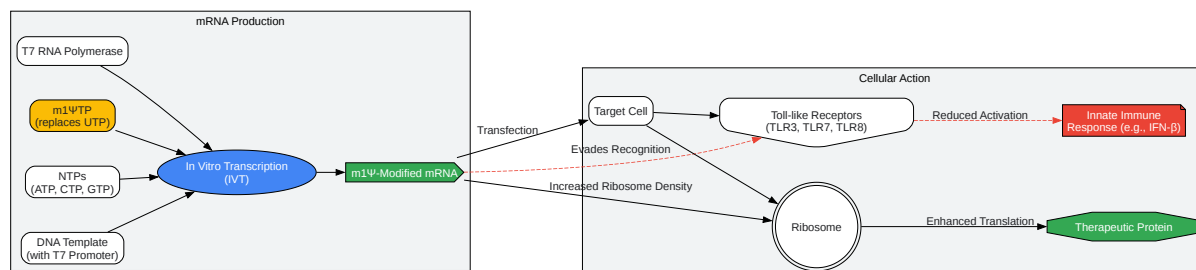 mRNA Production
T7 RNA Polymerase
m1ΨTP
(replaces UTP)
NTPs
(ATP, CTP, GTP)
DNA Template
(with T7 Promoter)
In Vitro Transcription
(IVT)
m1Ψ-Modified mRNA
Transfection
Evades Recognition
Increased Ribosome Density
Cellular Action
Target Cell
Toll-like Receptors
(TLR3, TLR7, TLR8)
Reduced Activation
Innate Immune
Response (e.g., IFN-β)
Ribosome
Enhanced Translation
Therapeutic Protein